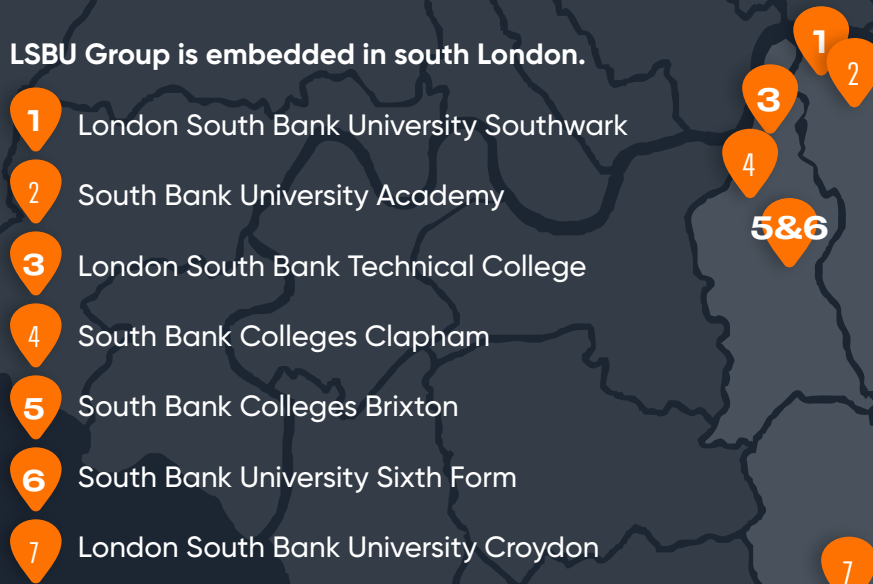 LSBU Group is embedded in south London.
1 London South Bank University Southwark
2 South Bank University Academy
3 London South Bank Technical College
4 South Bank Colleges Clapham
5 South Bank Colleges Brixton
6 South Bank University Sixth Form
7 London South Bank University Croydon
1
2
3
4
5&6
7